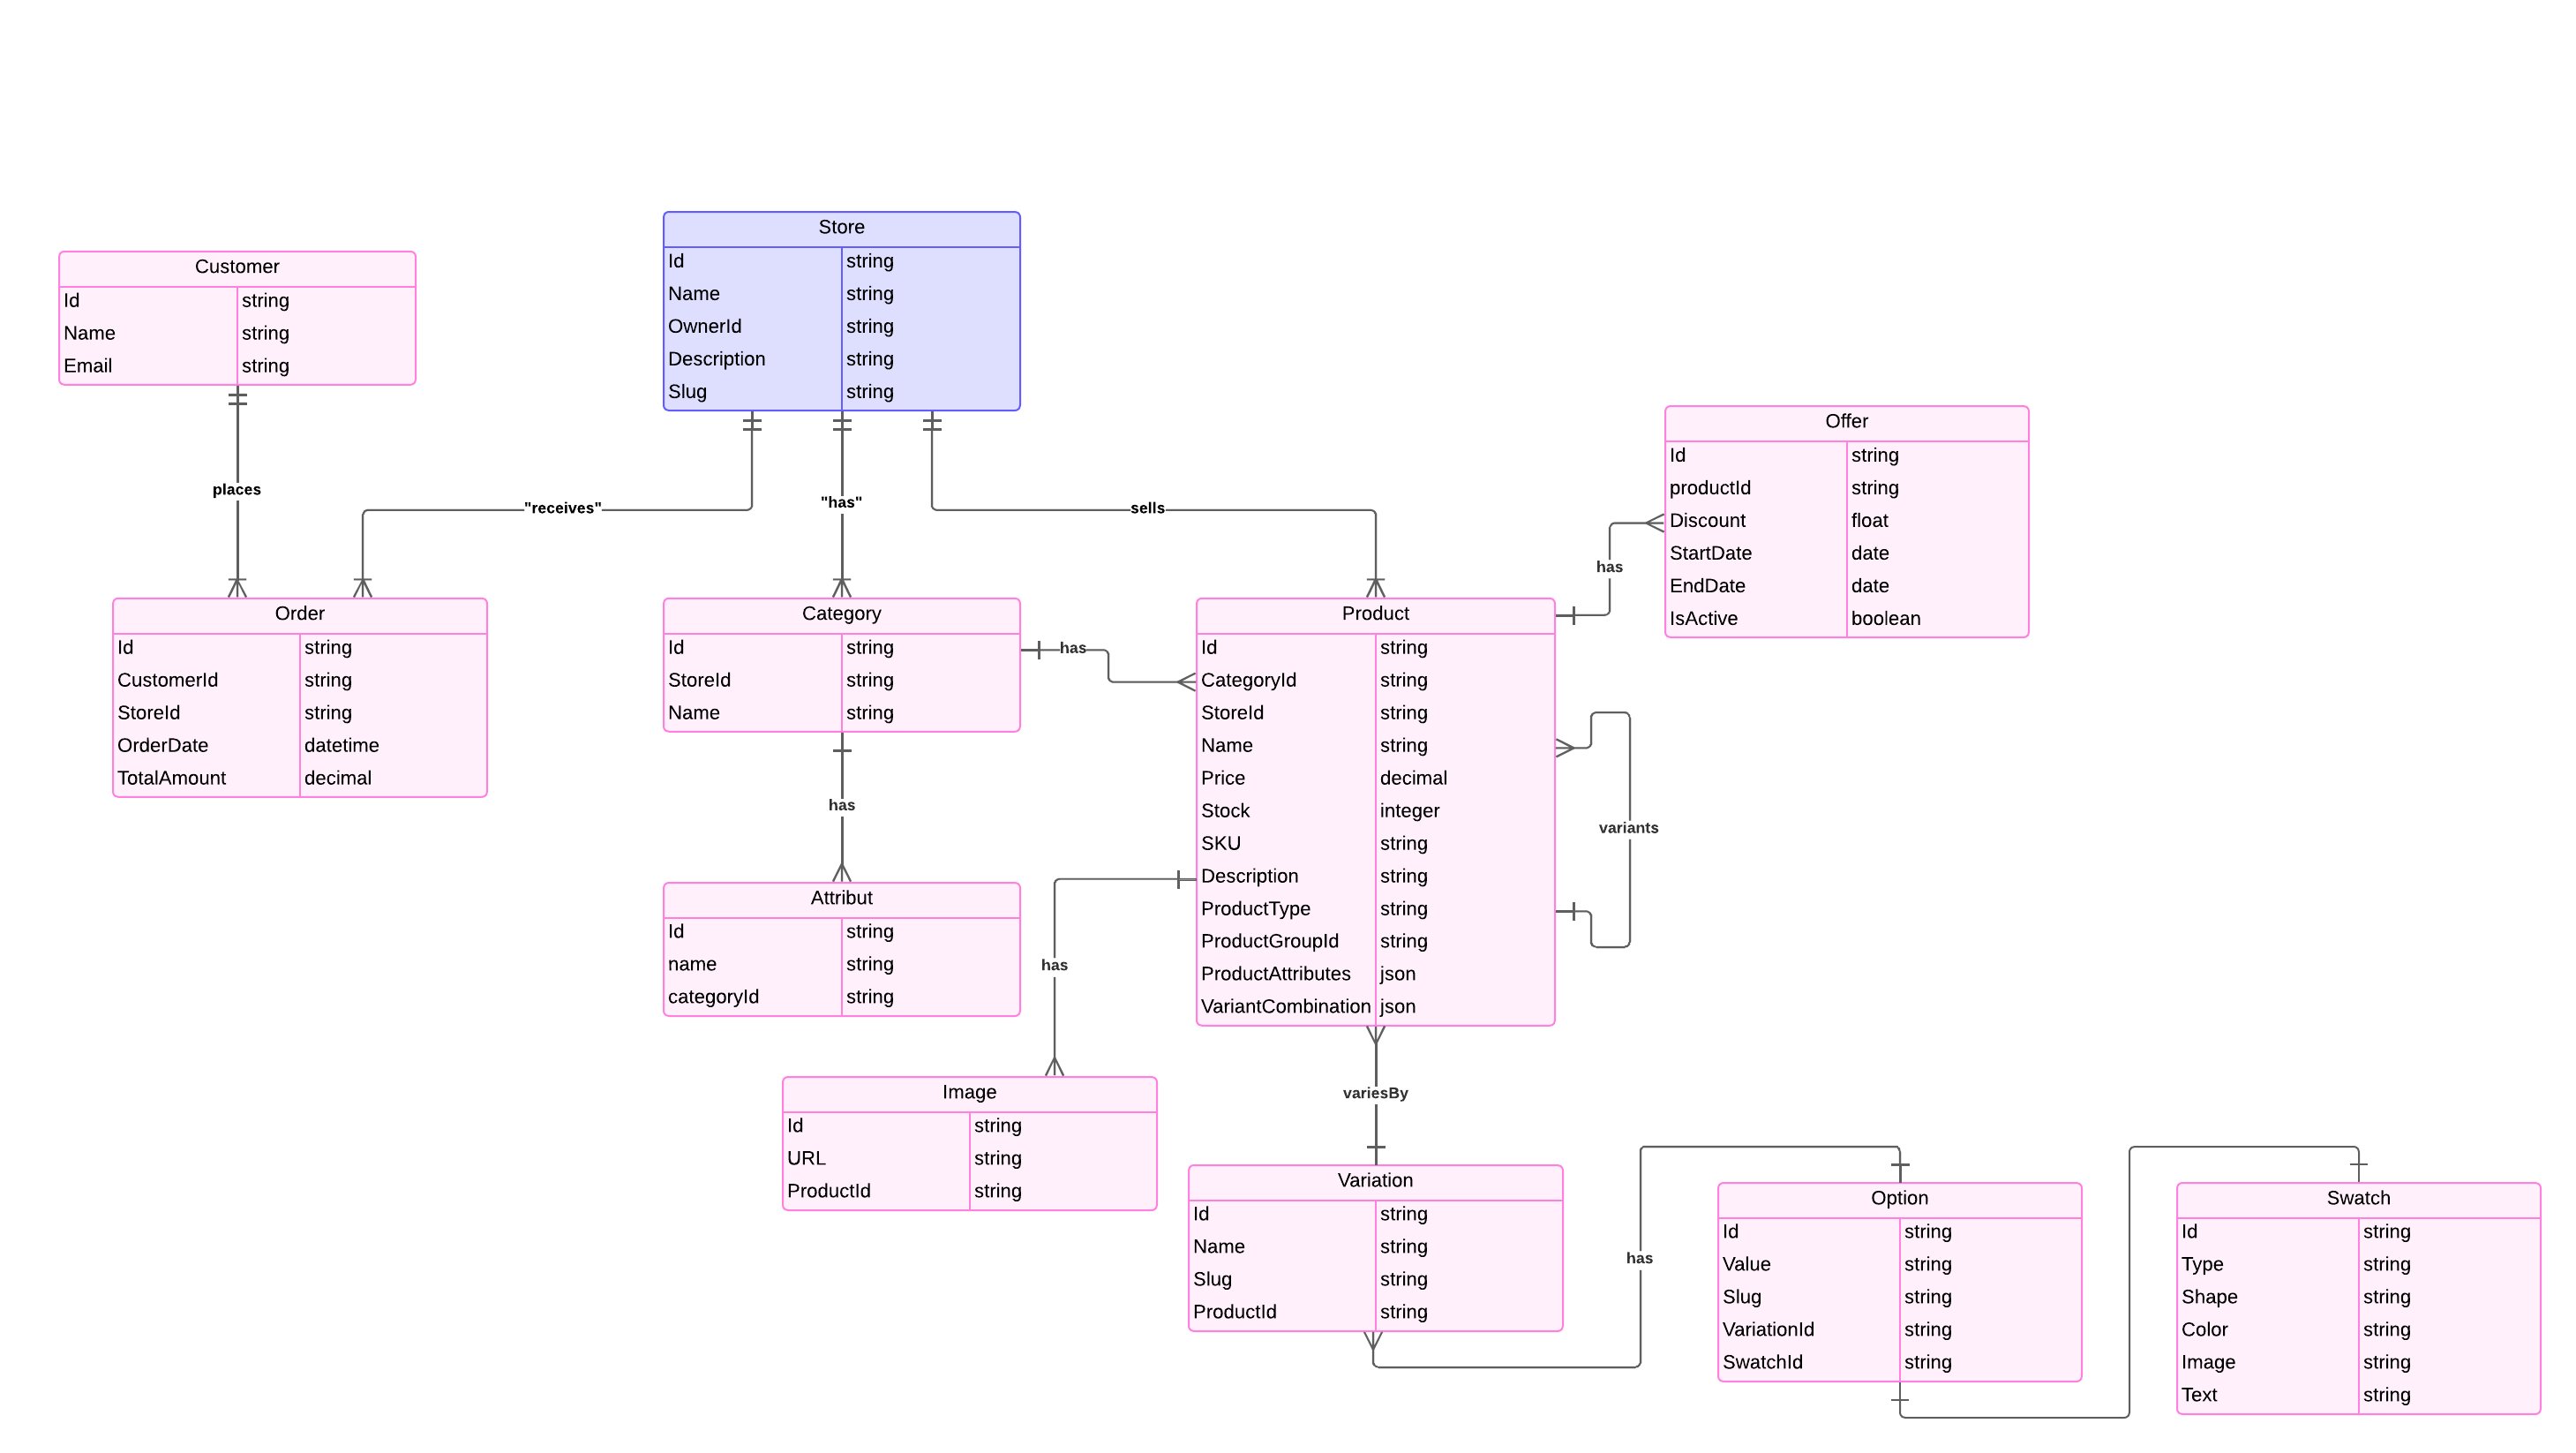 Store
Id string
Name string
OwnerId string
Description string
Slug string
Customer
Id string
Name string
Email string
places
"receives"
"has"
sells
Offer
Id string
productId string
Discount float
StartDate date
EndDate date
IsActive boolean
has
Order
Id string
CustomerId string
StoreId string
OrderDate datetime
TotalAmount decimal
Category
Id string
StoreId string
Name string
has
has
Product
Id string
CategoryId string
StoreId string
Name string
Price decimal
Stock integer
SKU string
Description string
ProductType string
ProductGroupId string
ProductAttributes json
VariantCombination json
variants
Attribut
Id string
name string
categoryId string
has
Image
Id string
URL string
ProductId string
variesBy
Variation
Id string
Name string
Slug string
ProductId string
has
Option
Id string
Value string
Slug string
VariationId string
SwatchId string
Swatch
Id string
Type string
Shape string
Color string
Image string
Text string